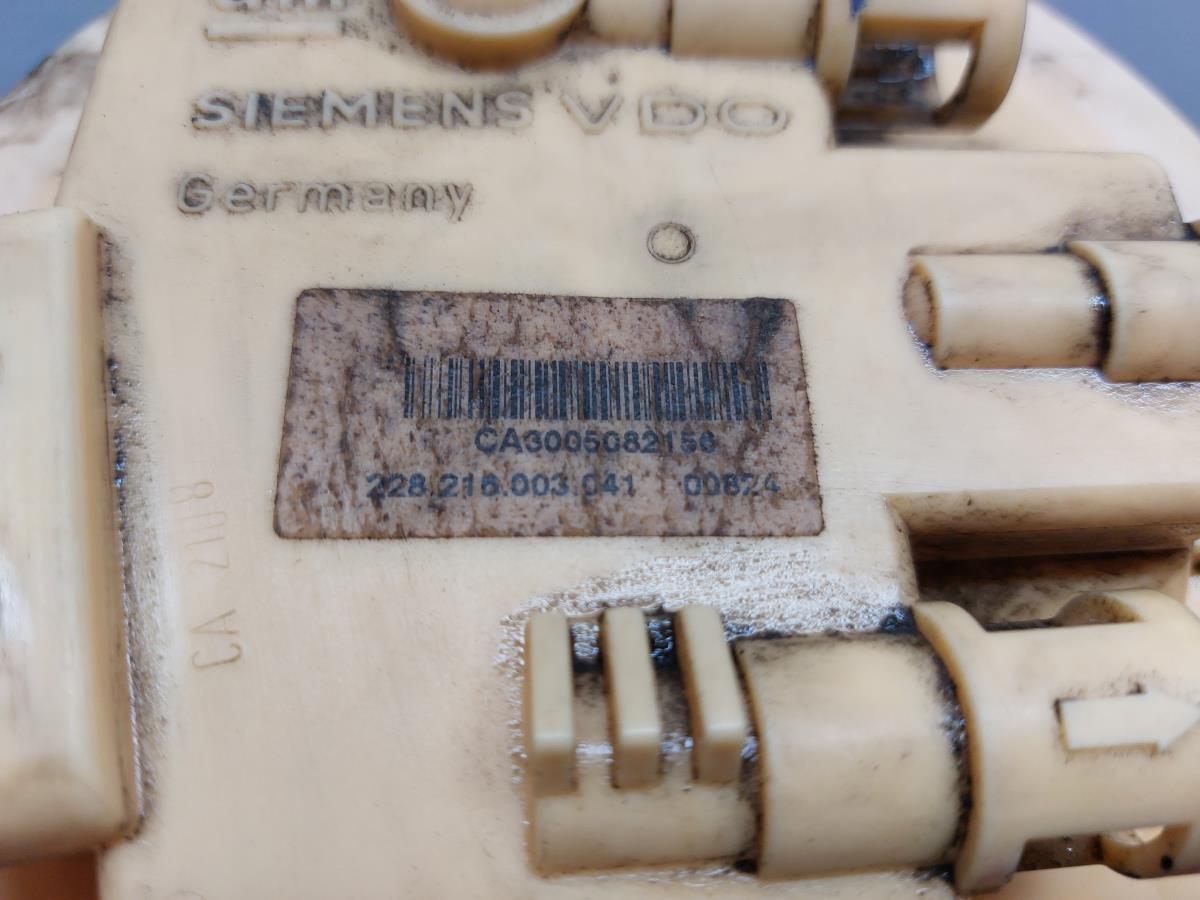 SIEMENS VDO
Germany
CA3005082156
228.216.003.041 00874
CA 2108